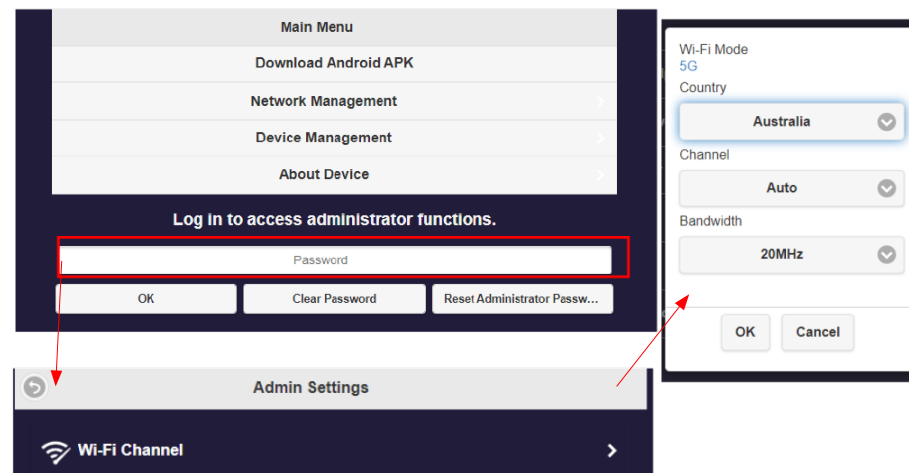 Main Menu
Download Android APK
Network Management
Device Management
About Device
Log in to access administrator functions.
Password
OK
Clear Password
Reset Administrator Passw...
Admin Settings
Wi-Fi Channel
Wi-Fi Mode
5G
Country
Australia
Channel
Auto
Bandwidth
20MHz
OK
Cancel